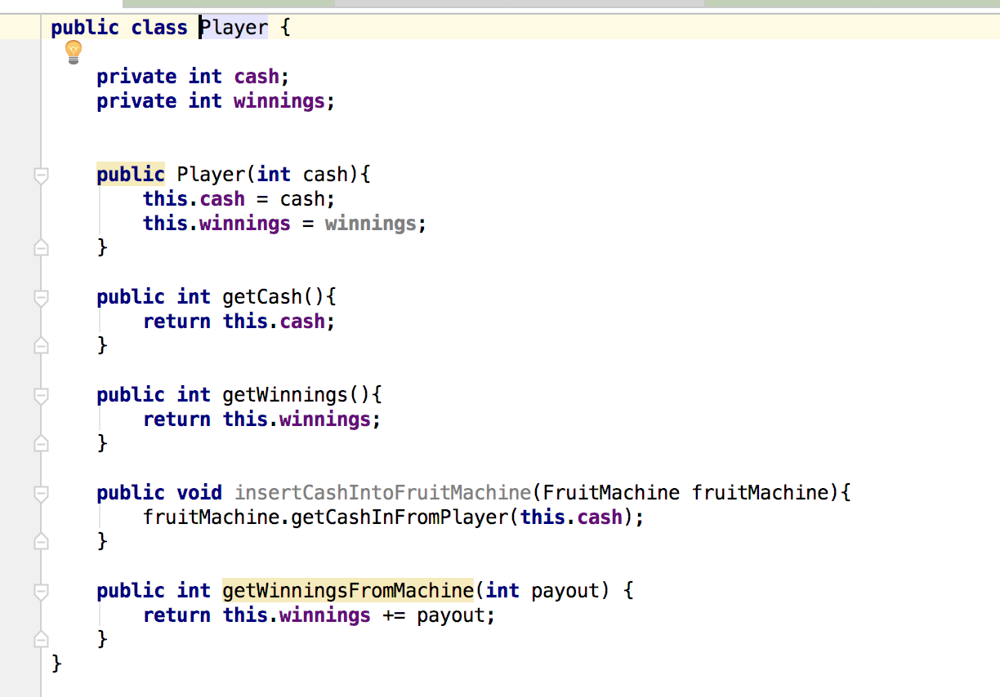 public class Player {
private int cash;
private int winnings;
public Player(int cash){
this.cash = cash;
this.winnings = winnings;
}
public int getCash(){
return this.cash;
}
public int getWinnings(){
return this.winnings;
}
public void insertCashIntoFruitMachine(FruitMachine fruitMachine){
fruitMachine.getCashInFromPlayer(this.cash);
}
public int getWinningsFromMachine(int payout) {
return this.winnings += payout;
}
}